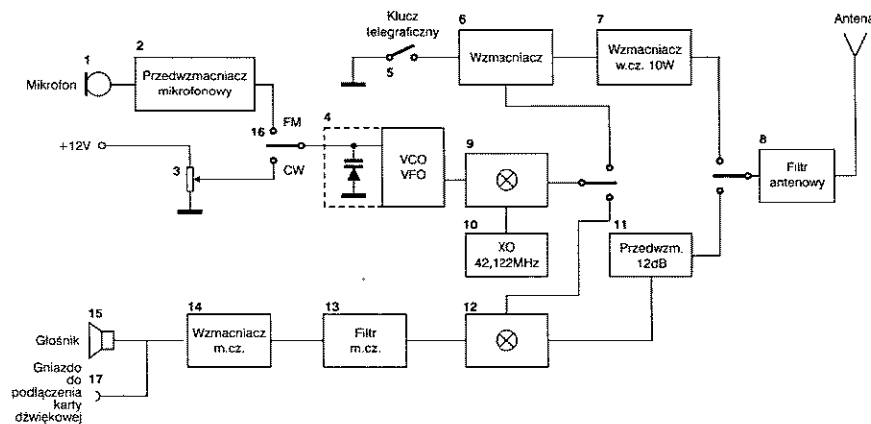 Klucz
telegraficzny
5
6
Wzmacniacz
7
Wzmacniacz
w.cz. 10W
Antena
1
Mikrofon
2
Przedwzmacniacz
mikrofonowy
16
FM
CW
+12V
3
4
VCO
VFO
9
10
XO
42,122MHz
8
Filtr
antenowy
11
Przedwzm.
12dB
15
Głośnik
14
Wzmacniacz
m.cz.
13
Filtr
m.cz.
12
Gniazdo
do 17
podłączenia
karty
dźwiękowej